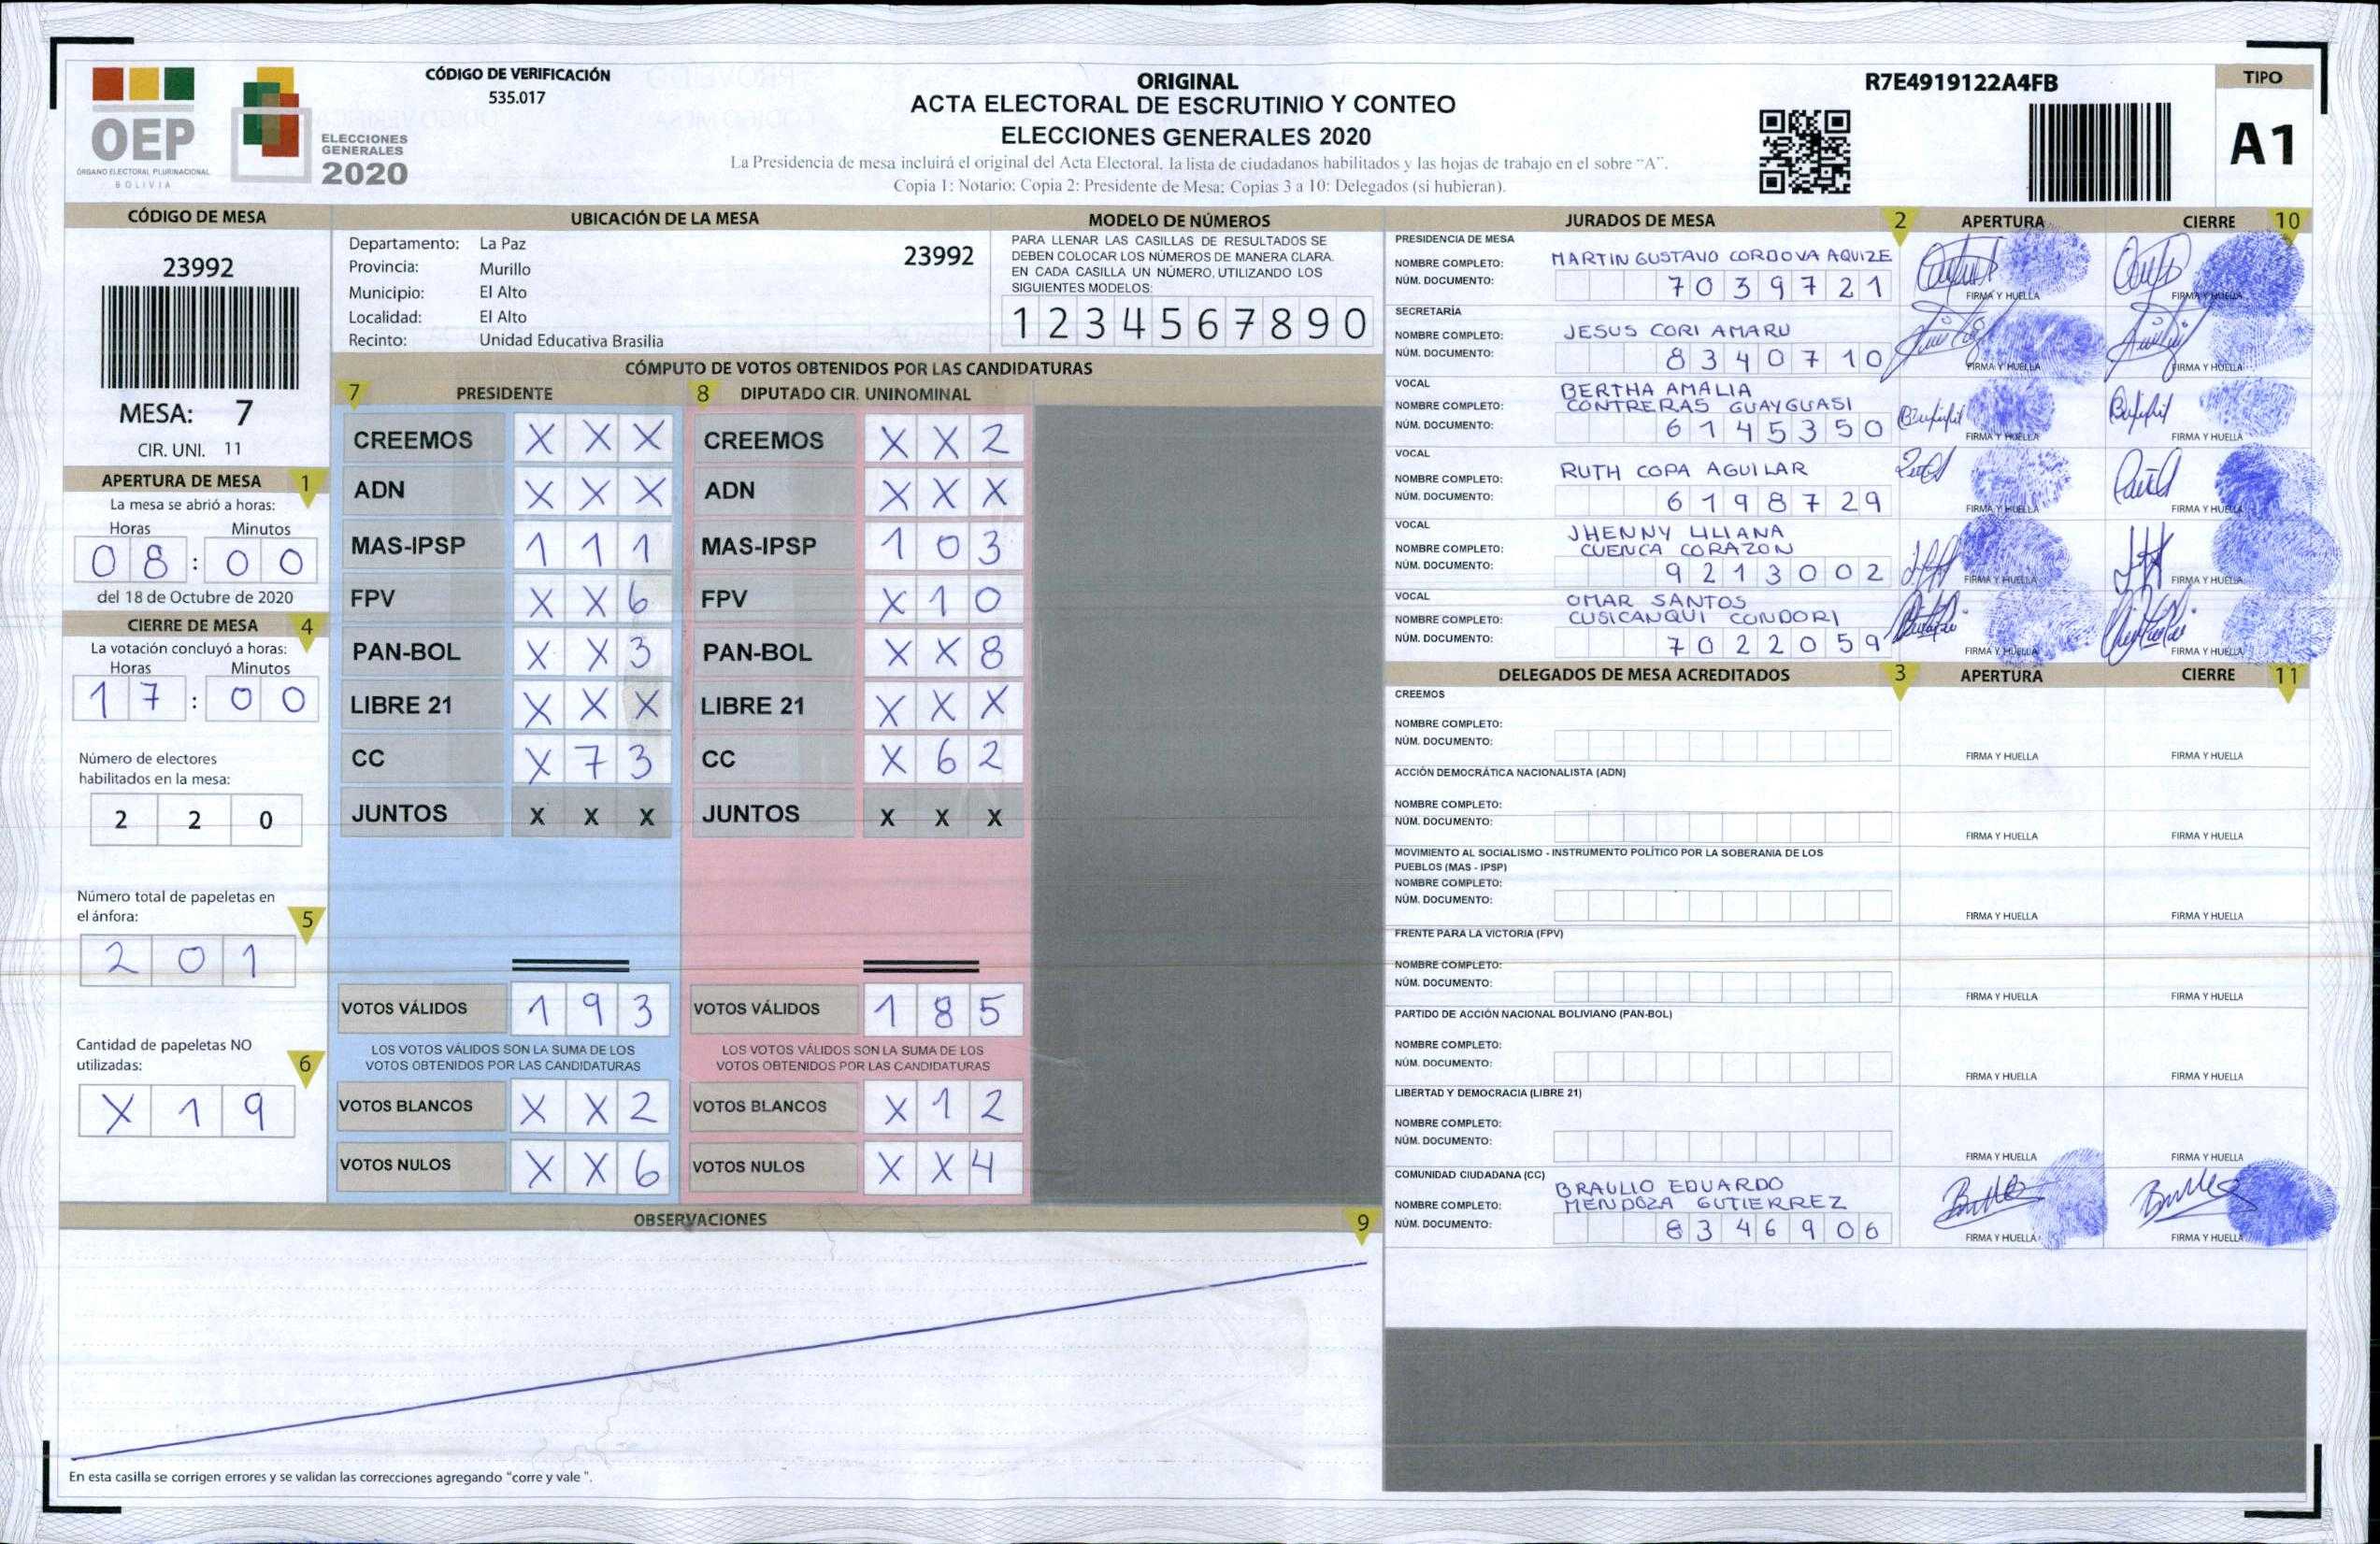 OEP
ÓRGANO ELECTORAL PLURINACIONAL
BOLIVIA
ELECCIONES
GENERALES
2020
CÓDIGO DE VERIFICACIÓN
535.017
ORIGINAL
ACTA ELECTORAL DE ESCRUTINIO Y CONTEO
ELECCIONES GENERALES 2020
La Presidencia de mesa incluirá el original del Acta Electoral, la lista de ciudadanos habilitados y las hojas de trabajo en el sobre "A".
Copia 1: Notario; Copia 2: Presidente de Mesa; Copias 3 a 10: Delegados (si hubieran).
R7E4919122A4FB
TIPO
A1
CÓDIGO DE MESA
23992
MESA: 7
CIR. UNI. 11
APERTURA DE MESA 1
La mesa se abrió a horas:
Horas Minutos
08:00
del 18 de Octubre de 2020
CIERRE DE MESA 4
La votación concluyó a horas:
Horas Minutos
17:00
Número de electores
habilitados en la mesa:
2 2 0
Número total de papeletas en
el ánfora: 5
2 0 1
Cantidad de papeletas NO
utilizadas: 6
X 1 9
UBICACIÓN DE LA MESA
Departamento: La Paz 23992
Provincia: Murillo
Municipio: El Alto
Localidad: El Alto
Recinto: Unidad Educativa Brasilia
MODELO DE NÚMEROS
PARA LLENAR LAS CASILLAS DE RESULTADOS SE
DEBEN COLOCAR LOS NÚMEROS DE MANERA CLARA.
EN CADA CASILLA UN NÚMERO, UTILIZANDO LOS
SIGUIENTES MODELOS:
1 2 3 4 5 6 7 8 9 0
CÓMPUTO DE VOTOS OBTENIDOS POR LAS CANDIDATURAS
7 PRESIDENTE 8 DIPUTADO CIR. UNINOMINAL
CREEMOS X X X CREEMOS X X 2
ADN X X X ADN X X X
MAS-IPSP 1 1 1 MAS-IPSP 1 0 3
FPV X X 6 FPV X 1 0
PAN-BOL X X 3 PAN-BOL X X 8
LIBRE 21 X X X LIBRE 21 X X X
CC X 7 3 CC X 6 2
JUNTOS X X X JUNTOS X X X
VOTOS VÁLIDOS 1 9 3 VOTOS VÁLIDOS 1 8 5
LOS VOTOS VÁLIDOS SON LA SUMA DE LOS LOS VOTOS VÁLIDOS SON LA SUMA DE LOS
VOTOS OBTENIDOS POR LAS CANDIDATURAS VOTOS OBTENIDOS POR LAS CANDIDATURAS
VOTOS BLANCOS X X 2 VOTOS BLANCOS X 1 2
VOTOS NULOS X X 6 VOTOS NULOS X X 4
OBSERVACIONES 9
En esta casilla se corrigen errores y se validan las correcciones agregando "corre y vale".
JURADOS DE MESA 2 APERTURA CIERRE 10
PRESIDENCIA DE MESA
NOMBRE COMPLETO: MARTIN GUSTAVO CORDOVA AQUIZE
NÚM. DOCUMENTO: 7039721
FIRMA Y HUELLA FIRMA Y HUELLA
SECRETARÍA
NOMBRE COMPLETO: JESUS CORI AMARU
NÚM. DOCUMENTO: 8340710
FIRMA Y HUELLA FIRMA Y HUELLA
VOCAL
BERTHA AMALIA
NOMBRE COMPLETO: CONTRERAS GUAYGUASI
NÚM. DOCUMENTO: 6145350
FIRMA Y HUELLA FIRMA Y HUELLA
VOCAL
NOMBRE COMPLETO: RUTH COPA AGUILAR
NÚM. DOCUMENTO: 6198729
FIRMA Y HUELLA FIRMA Y HUELLA
VOCAL
JHENNY LILIANA
NOMBRE COMPLETO: CUENCA CORAZON
NÚM. DOCUMENTO: 9213002
FIRMA Y HUELLA FIRMA Y HUELLA
VOCAL
OMAR SANTOS
NOMBRE COMPLETO: CUSICANQUI CONDORI
NÚM. DOCUMENTO: 7022059
FIRMA Y HUELLA FIRMA Y HUELLA
DELEGADOS DE MESA ACREDITADOS 3 APERTURA CIERRE 11
CREEMOS
NOMBRE COMPLETO:
NÚM. DOCUMENTO:
FIRMA Y HUELLA FIRMA Y HUELLA
ACCIÓN DEMOCRÁTICA NACIONALISTA (ADN)
NOMBRE COMPLETO:
NÚM. DOCUMENTO:
FIRMA Y HUELLA FIRMA Y HUELLA
MOVIMIENTO AL SOCIALISMO - INSTRUMENTO POLÍTICO POR LA SOBERANIA DE LOS
PUEBLOS (MAS - IPSP)
NOMBRE COMPLETO:
NÚM. DOCUMENTO:
FIRMA Y HUELLA FIRMA Y HUELLA
FRENTE PARA LA VICTORIA (FPV)
NOMBRE COMPLETO:
NÚM. DOCUMENTO:
FIRMA Y HUELLA FIRMA Y HUELLA
PARTIDO DE ACCIÓN NACIONAL BOLIVIANO (PAN-BOL)
NOMBRE COMPLETO:
NÚM. DOCUMENTO:
FIRMA Y HUELLA FIRMA Y HUELLA
LIBERTAD Y DEMOCRACIA (LIBRE 21)
NOMBRE COMPLETO:
NÚM. DOCUMENTO:
FIRMA Y HUELLA FIRMA Y HUELLA
COMUNIDAD CIUDADANA (CC)
BRAULIO EDUARDO
NOMBRE COMPLETO: MENDOZA GUTIERREZ
NÚM. DOCUMENTO: 8346906
FIRMA Y HUELLA FIRMA Y HUELLA